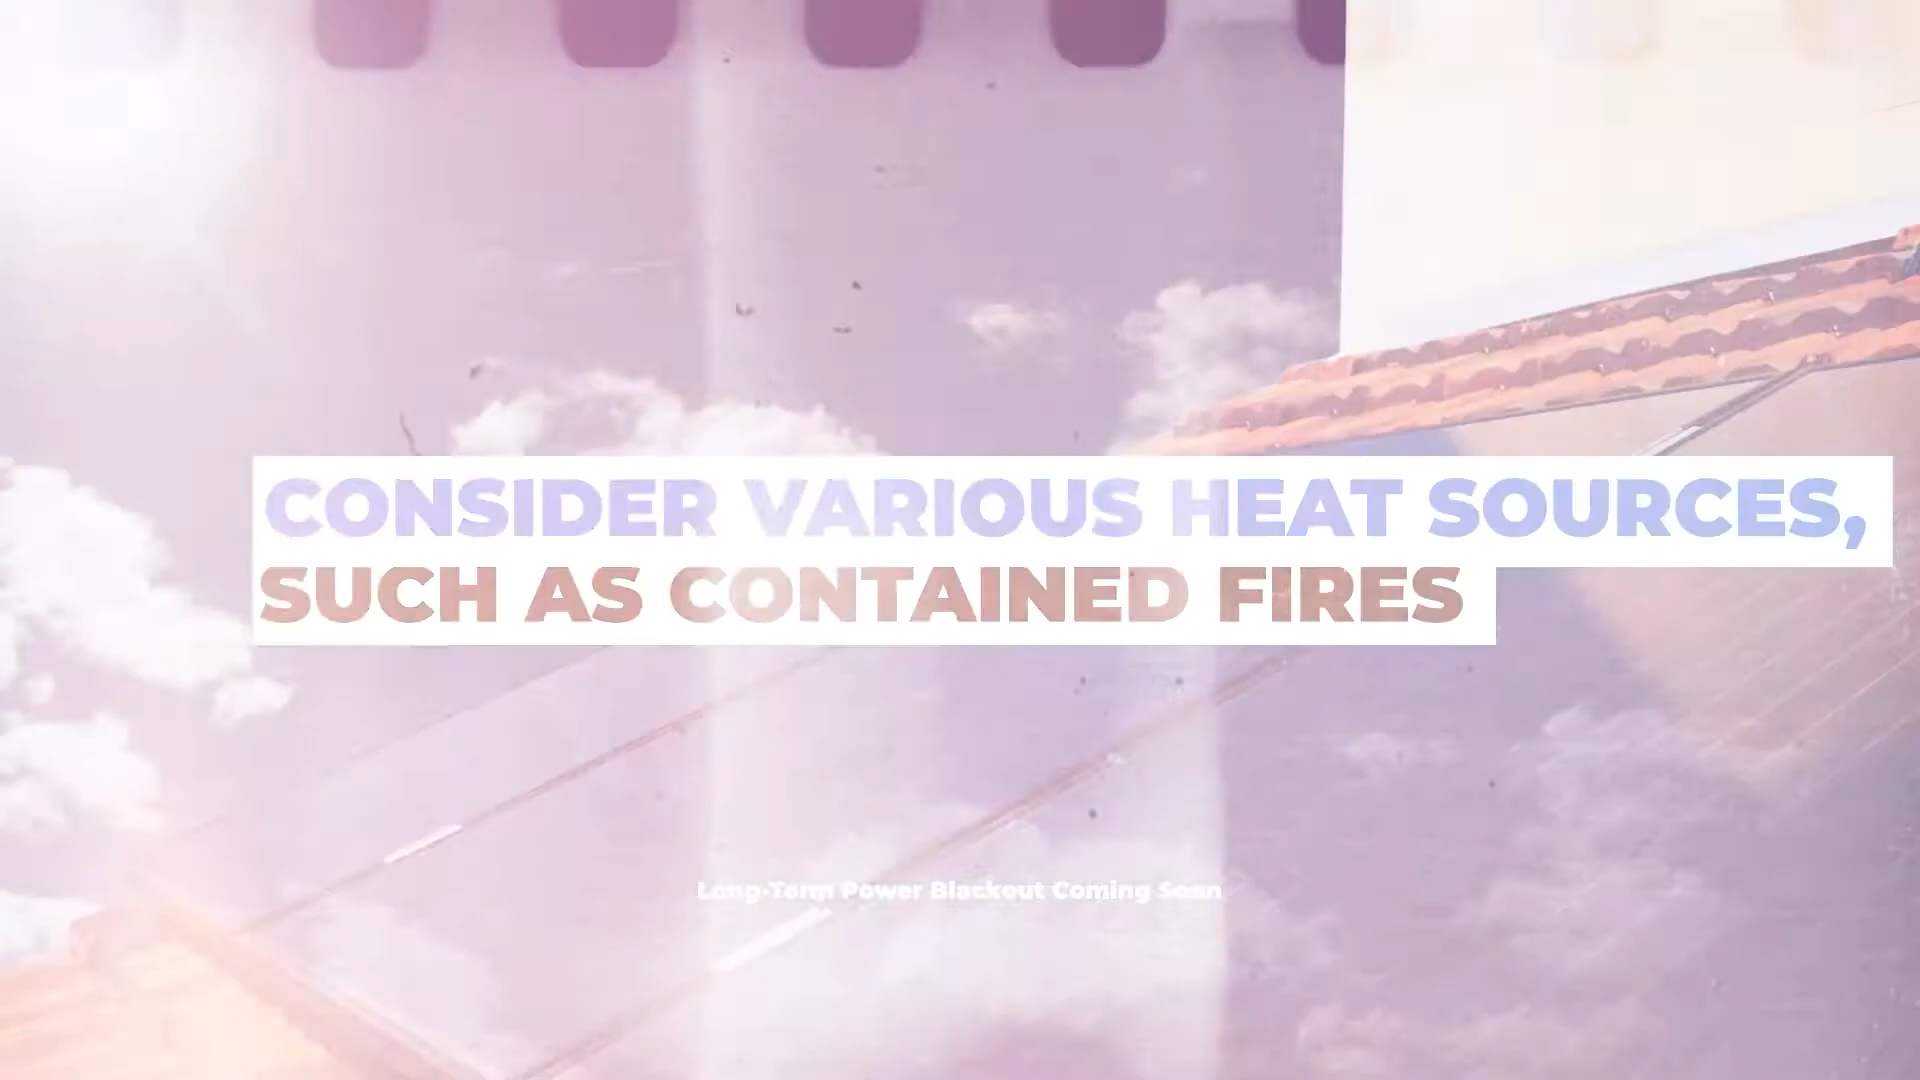 CONSIDER VARIOUS HEAT SOURCES,
SUCH AS CONTAINED FIRES
Long-Term Power Blackout Coming Soon